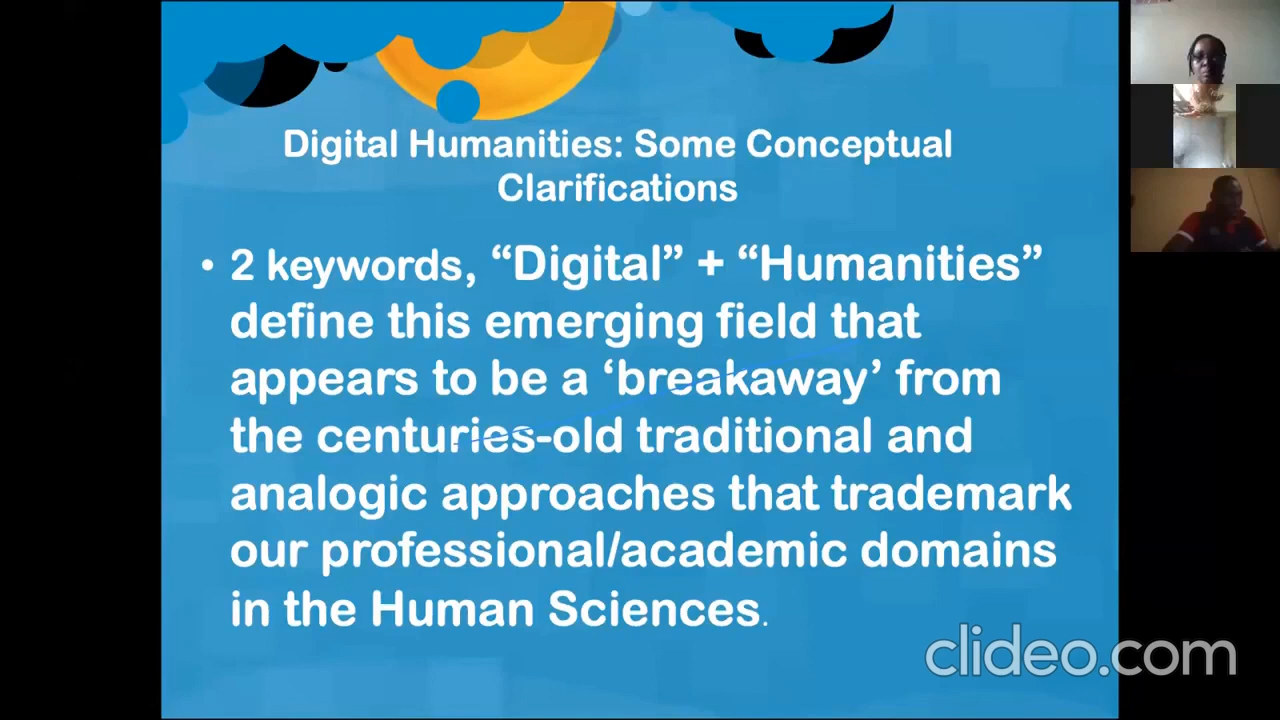 Digital Humanities: Some Conceptual
Clarifications
• 2 keywords, “Digital” + “Humanities”
define this emerging field that
appears to be a ‘breakaway’ from
the centuries-old traditional and
analogic approaches that trademark
our professional/academic domains
in the Human Sciences.
clideo.com